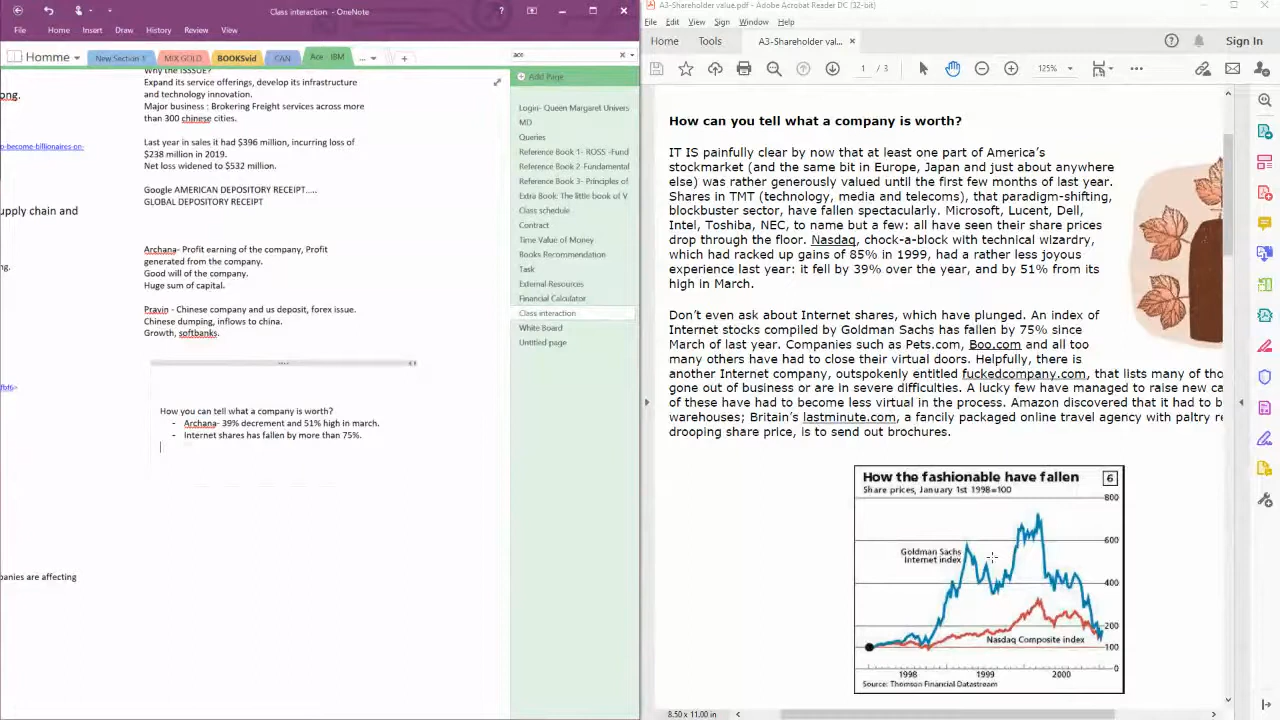 Class interaction - OneNote
?
File
Home
Insert
Draw
History
Review
View
Homme
New Section 1
MIX GOLD
BOOKSvid
CAN
Ace - IBM
...
ace
x
Add Page
Login- Queen Margaret Univers
MD
Queries
Reference Book 1- ROSS -Fund
Reference Book 2-Fundamental
Reference Book 3- Principles of
Extra Book: The little book of V
Class schedule
Contract
Time Value of Money
Books Recommendation
Task
External Resources
Financial Calculator
Class interaction
White Board
Untitled page
ong.
o-become-billionaires-on-
upply chain and
ng,
fbf6>
panies are affecting
Why the ISSSUE?
Expand its service offerings, develop its infrastructure
and technology innovation.
Major business : Brokering Freight services across more
than 300 chinese cities.
Last year in sales it had $396 million, incurring loss of
$238 million in 2019.
Net loss widened to $532 million.
Google AMERICAN DEPOSITORY RECEIPT.....
GLOBAL DEPOSITORY RECEIPT
Archana- Profit earning of the company, Profit
generated from the company.
Good will of the company.
Huge sum of capital.
Pravin - Chinese company and us deposit, forex issue.
Chinese dumping, inflows to china.
Growth, softbanks.
How you can tell what a company is worth?
- Archana- 39% decrement and 51% high in march.
- Internet shares has fallen by more than 75%.
A3-Shareholder value.pdf - Adobe Acrobat Reader DC (32-bit)
File Edit View Sign Window Help
Home
Tools
A3-Shareholder val...
x
Sign In
1 / 13
125%
How can you tell what a company is worth?
IT IS painfully clear by now that at least one part of America’s
stockmarket (and the same bit in Europe, Japan and just about anywhere
else) was rather generously valued until the first few months of last year.
Shares in TMT (technology, media and telecoms), that paradigm-shifting,
blockbuster sector, have fallen spectacularly. Microsoft, Lucent, Dell,
Intel, Toshiba, NEC, to name but a few: all have seen their share prices
drop through the floor. Nasdaq, chock-a-block with technical wizardry,
which had racked up gains of 85% in 1999, had a rather less joyous
experience last year: it fell by 39% over the year, and by 51% from its
high in March.
Don’t even ask about Internet shares, which have plunged. An index of
Internet stocks compiled by Goldman Sachs has fallen by 75% since
March of last year. Companies such as Pets.com, Boo.com and all too
many others have had to close their virtual doors. Helpfully, there is
another Internet company, outspokenly entitled fuckedcompany.com, that lists many of tho
gone out of business or are in severe difficulties. A lucky few have managed to raise new ca
of these have had to become less virtual in the process. Amazon discovered that it had to b
warehouses; Britain’s lastminute.com, a fancily packaged online travel agency with paltry re
drooping share price, is to send out brochures.
How the fashionable have fallen
6
Share prices, January 1st 1998=100
800
600
400
200
100
0
Goldman Sachs
Internet index
Nasdaq Composite index
1998
1999
2000
Source: Thomson Financial Datastream
8.50 x 11.00 in